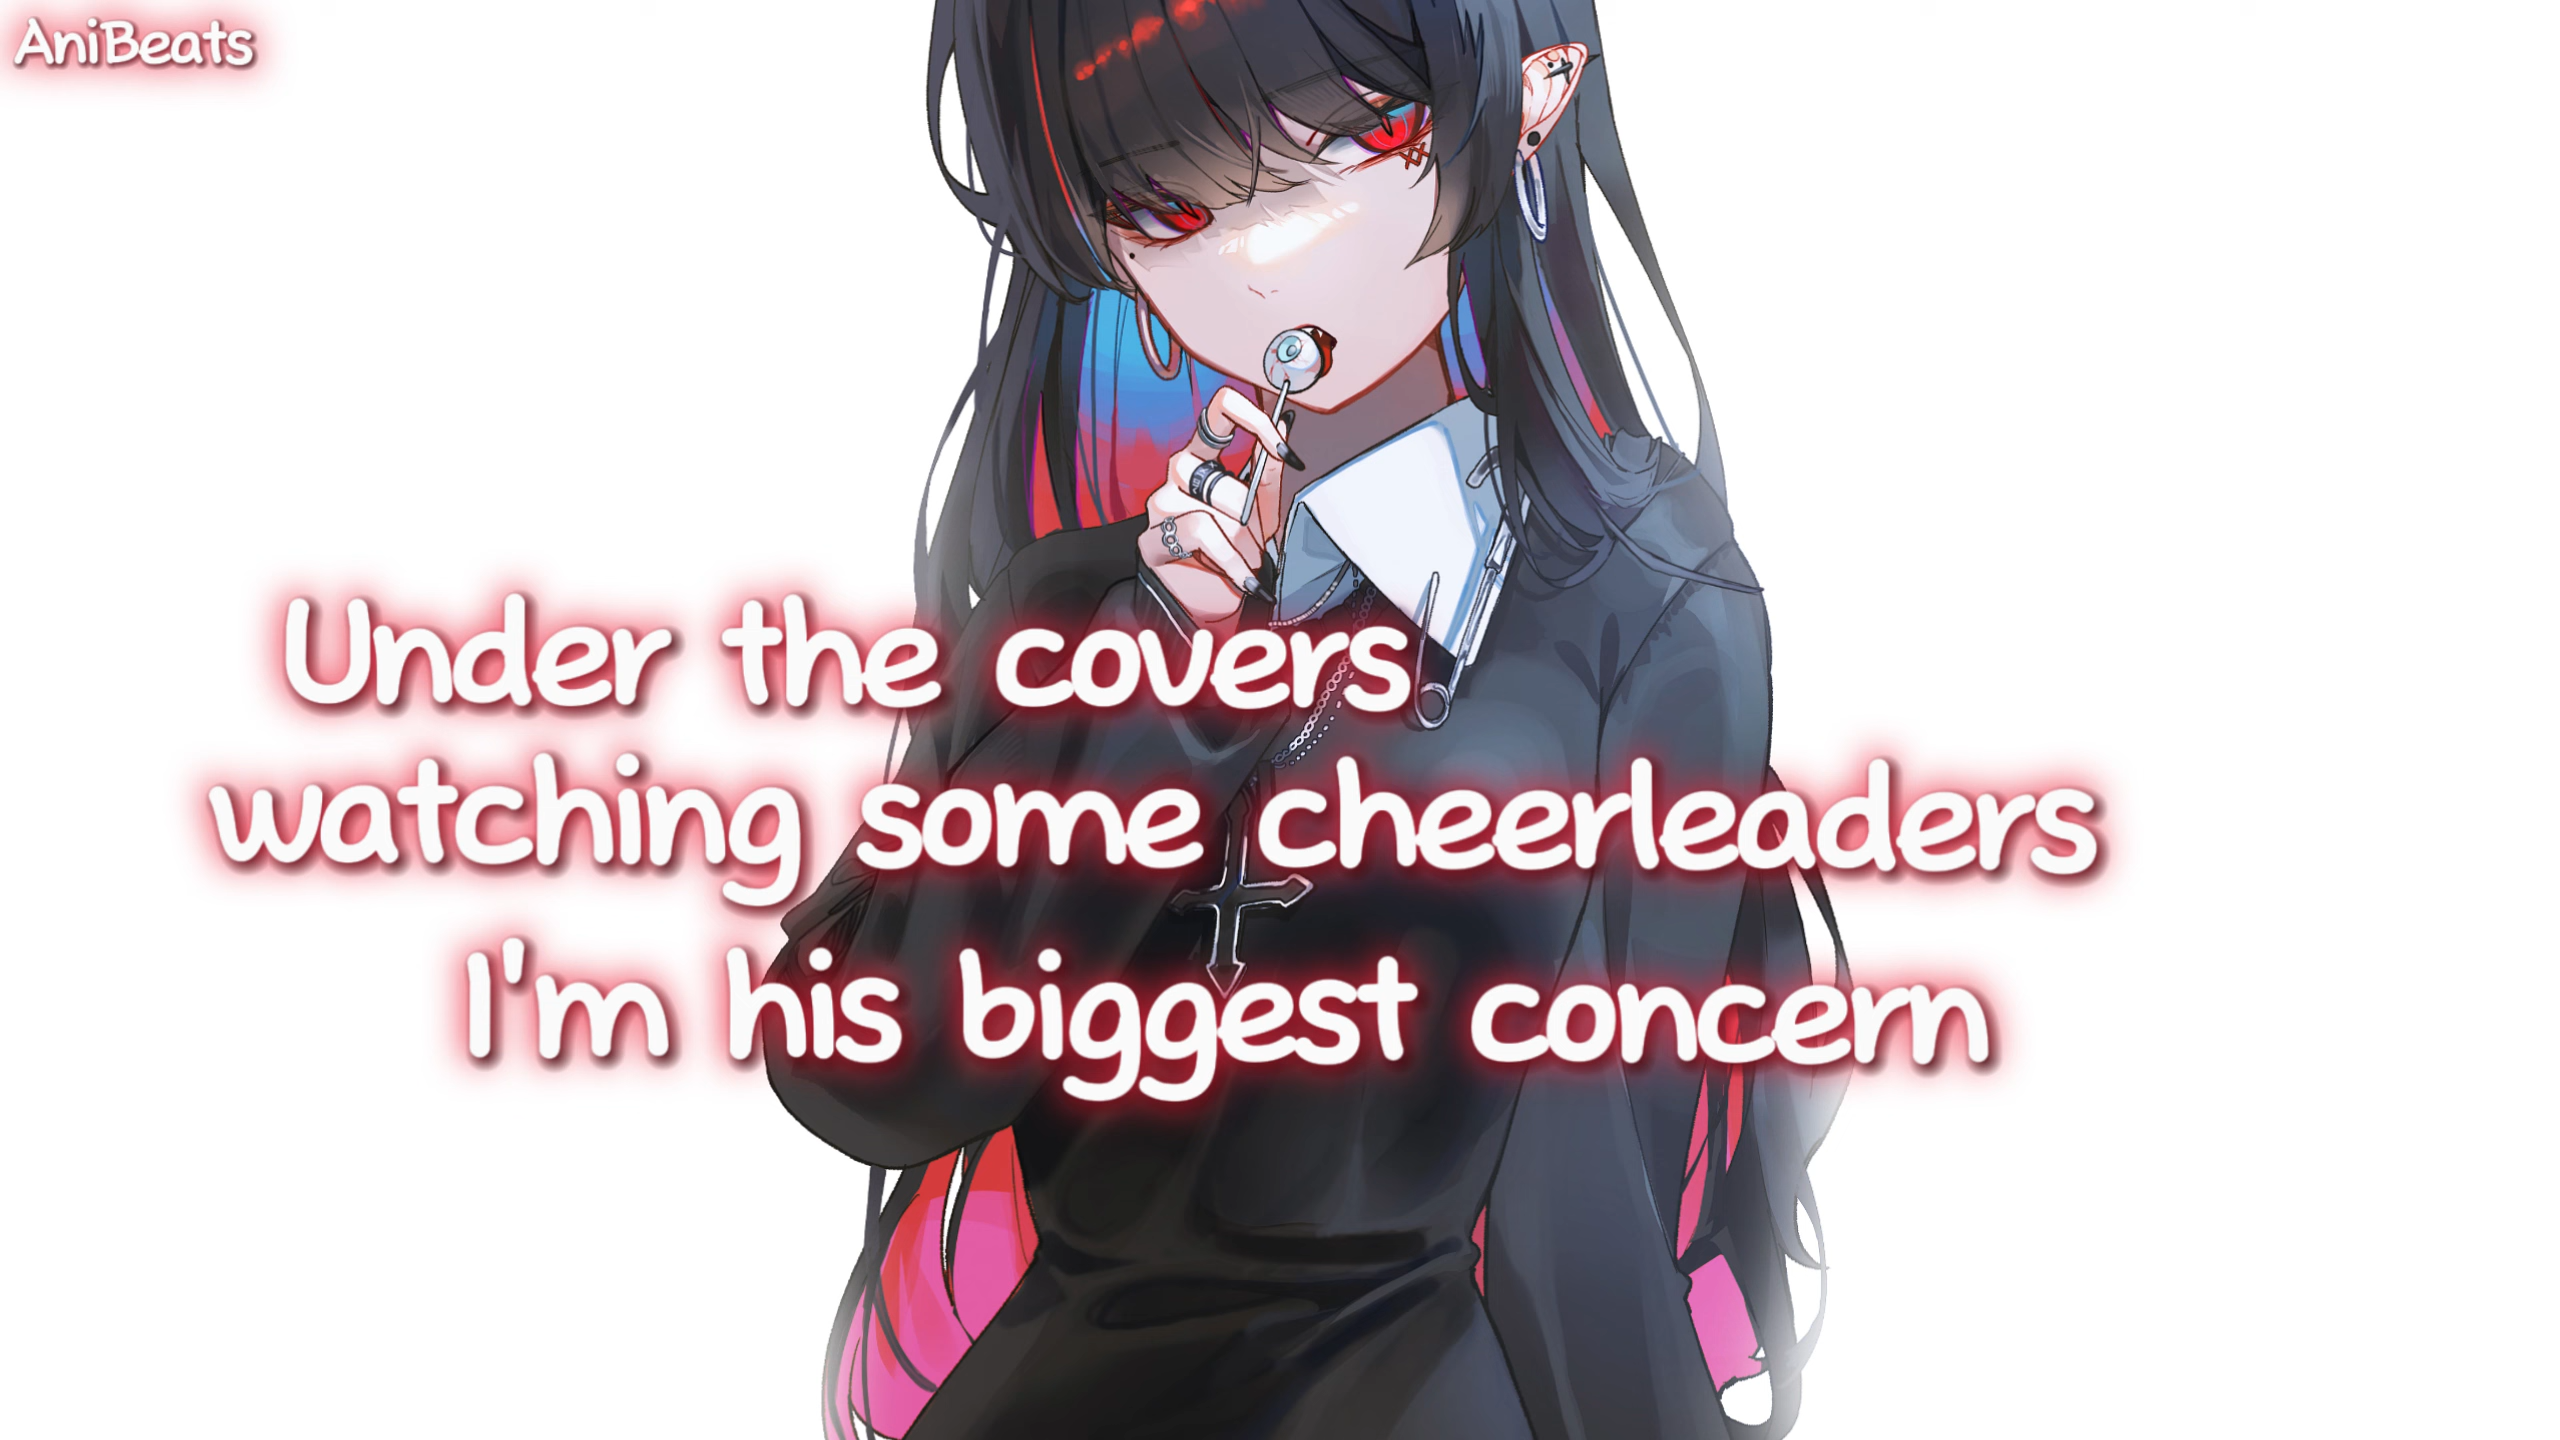 AniBeats
Under the covers
watching some cheerleaders
I'm his biggest concern